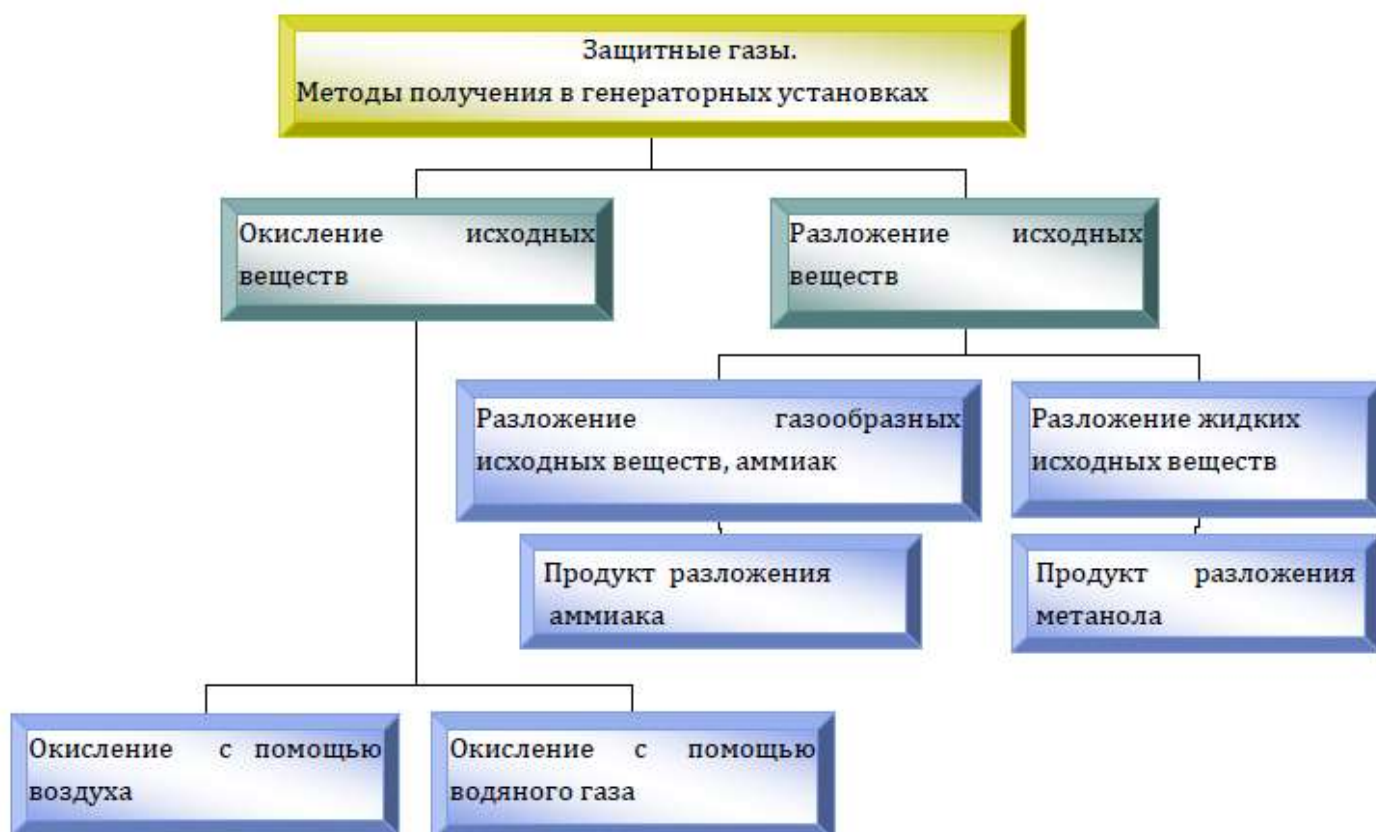 Защитные газы.
Методы получения в генераторных установках
Окисление исходных
веществ
Разложение исходных
веществ
Разложение газообразных
исходных веществ, аммиак
Разложение жидких
исходных веществ
Продукт разложения
аммиака
Продукт разложения
метанола
Окисление с помощью
воздуха
Окисление с помощью
водяного газа